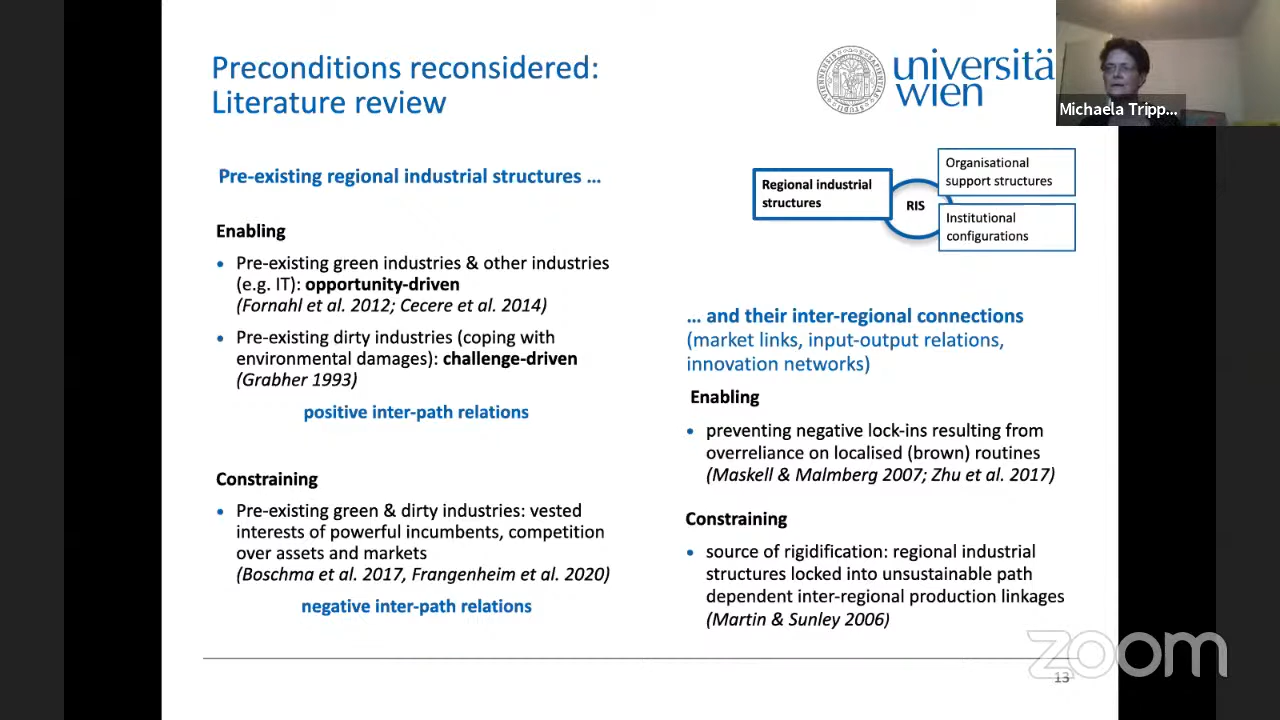 Preconditions reconsidered:
Literature review
universitä
wien
Michaela Tripp...
Pre-existing regional industrial structures ...
Enabling
• Pre-existing green industries & other industries
(e.g. IT): opportunity-driven
(Fornahl et al. 2012; Cecere et al. 2014)
• Pre-existing dirty industries (coping with
environmental damages): challenge-driven
(Grabher 1993)
positive inter-path relations
Constraining
• Pre-existing green & dirty industries: vested
interests of powerful incumbents, competition
over assets and markets
(Boschma et al. 2017, Frangenheim et al. 2020)
negative inter-path relations
Regional industrial
structures
RIS
Organisational
support structures
Institutional
configurations
... and their inter-regional connections
(market links, input-output relations,
innovation networks)
Enabling
• preventing negative lock-ins resulting from
overreliance on localised (brown) routines
(Maskell & Malmberg 2007; Zhu et al. 2017)
Constraining
• source of rigidification: regional industrial
structures locked into unsustainable path
dependent inter-regional production linkages
(Martin & Sunley 2006)
zoom
13